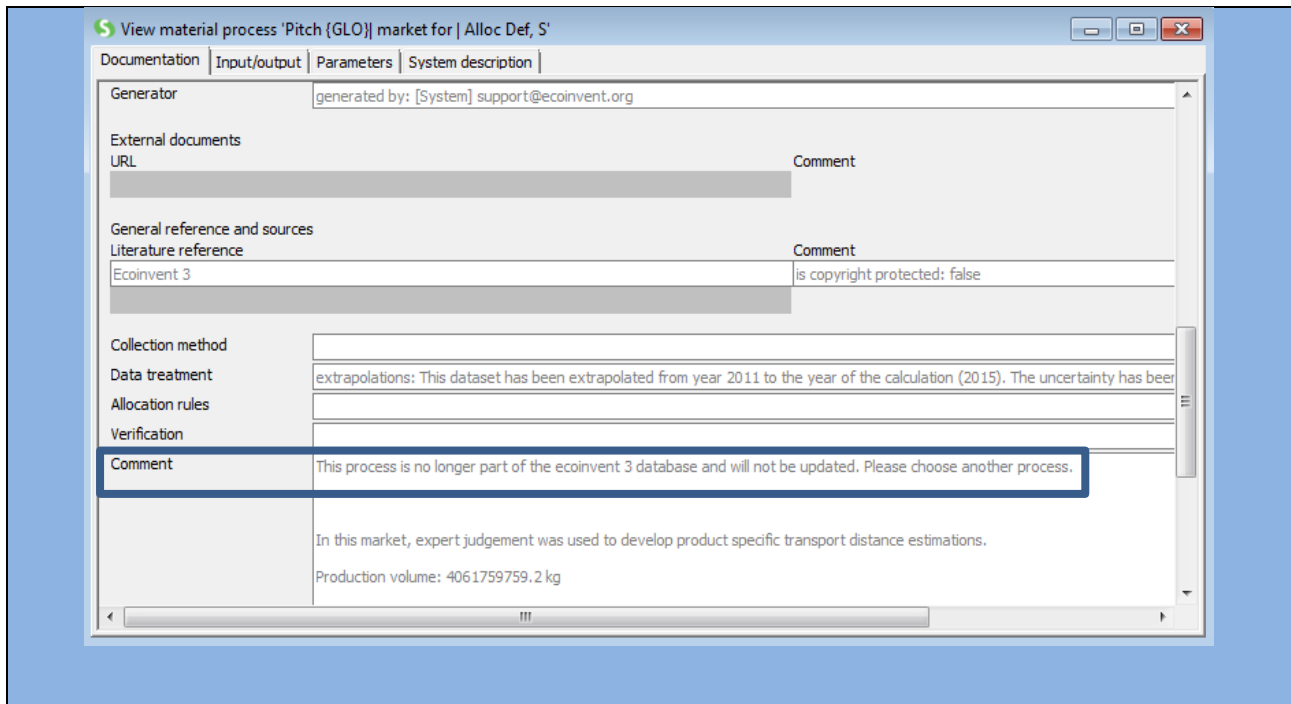 View material process 'Pitch {GLO}| market for | Alloc Def, S'
Documentation Input/output Parameters System description
Generator generated by: [System] support@ecoinvent.org
External documents
URL Comment
General reference and sources
Literature reference Comment
Ecoinvent 3 is copyright protected: false
Collection method
Data treatment extrapolations: This dataset has been extrapolated from year 2011 to the year of the calculation (2015). The uncertainty has been
Allocation rules
Verification
Comment This process is no longer part of the ecoinvent 3 database and will not be updated. Please choose another process.
In this market, expert judgement was used to develop product specific transport distance estimations.
Production volume: 4061759759.2 kg